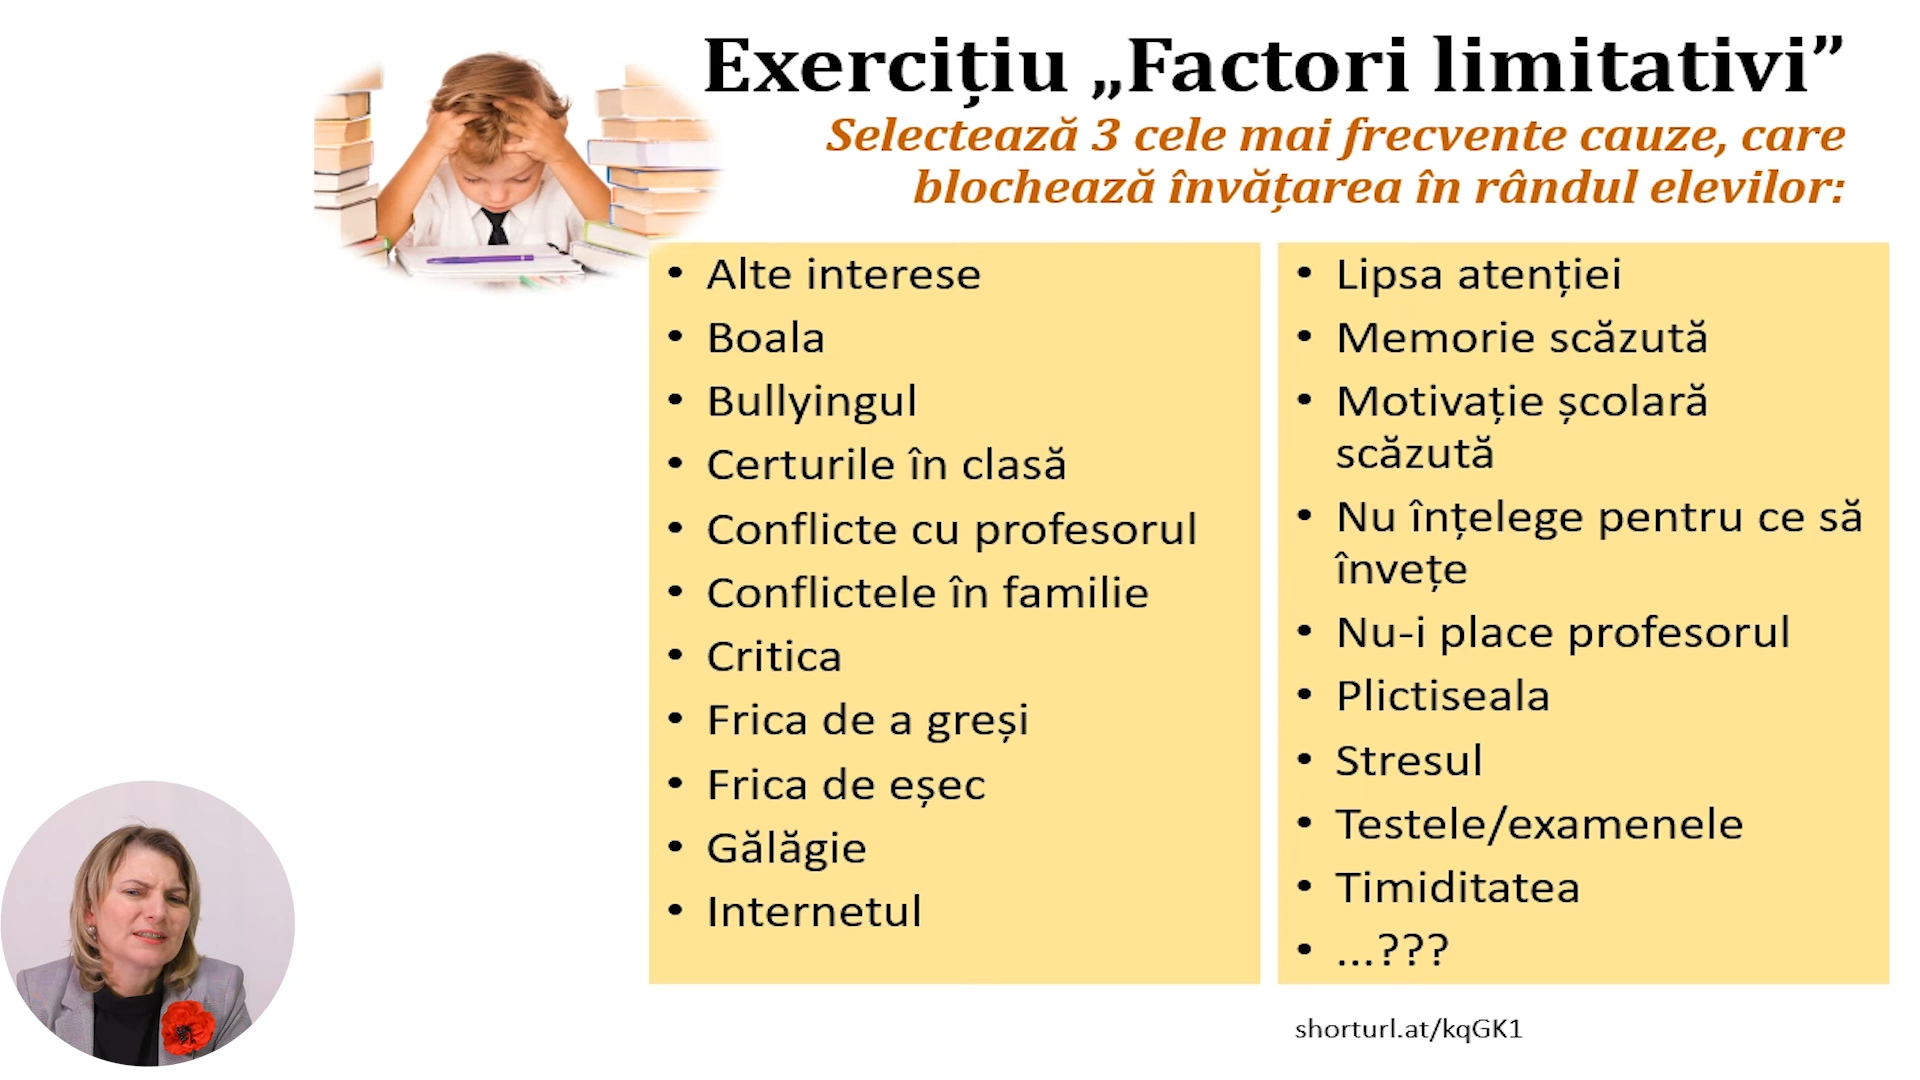 Exercițiu „Factori limitativi”
Selectează 3 cele mai frecvente cauze, care
blochează învățarea în rândul elevilor:
• Alte interese
• Boala
• Bullyingul
• Certurile în clasă
• Conflicte cu profesorul
• Conflictele în familie
• Critica
• Frica de a greși
• Frica de eșec
• Gălăgie
• Internetul
• Lipsa atenției
• Memorie scăzută
• Motivație școlară
scăzută
• Nu înțelege pentru ce să
învețe
• Nu-i place profesorul
• Plictiseala
• Stresul
• Testele/examenele
• Timiditatea
• ...???
shorturl.at/kqGK1